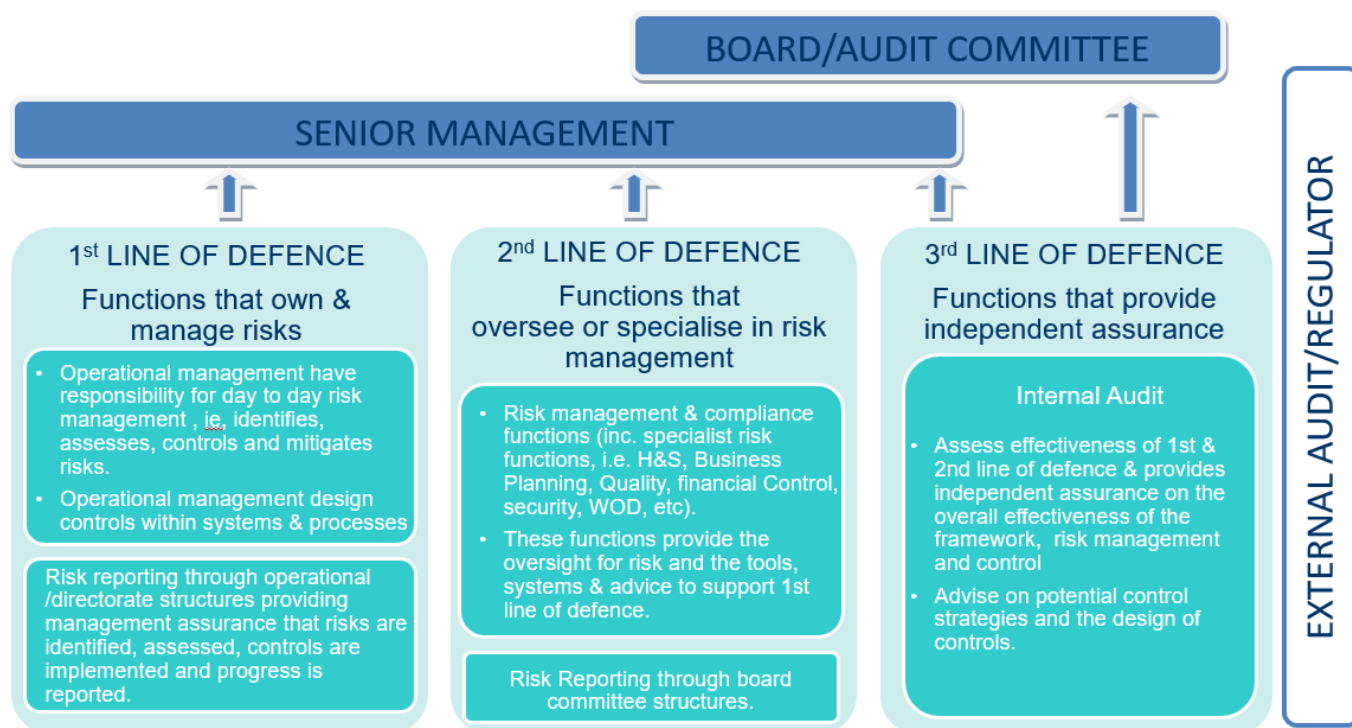 BOARD/AUDIT COMMITTEE
SENIOR MANAGEMENT
1st LINE OF DEFENCE
Functions that own &
manage risks
• Operational management have
responsibility for day to day risk
management , ie, identifies,
assesses, controls and mitigates
risks.
• Operational management design
controls within systems & processes
Risk reporting through operational
/directorate structures providing
management assurance that risks are
identified, assessed, controls are
implemented and progress is
reported.
2nd LINE OF DEFENCE
Functions that
oversee or specialise in risk
management
• Risk management & compliance
functions (inc. specialist risk
functions, i.e. H&S, Business
Planning, Quality, financial Control,
security, WOD, etc).
• These functions provide the
oversight for risk and the tools,
systems & advice to support 1st
line of defence.
Risk Reporting through board
committee structures.
3rd LINE OF DEFENCE
Functions that provide
independent assurance
Internal Audit
• Assess effectiveness of 1st &
2nd line of defence & provides
independent assurance on the
overall effectiveness of the
framework, risk management
and control
• Advise on potential control
strategies and the design of
controls.
EXTERNAL AUDIT/REGULATOR